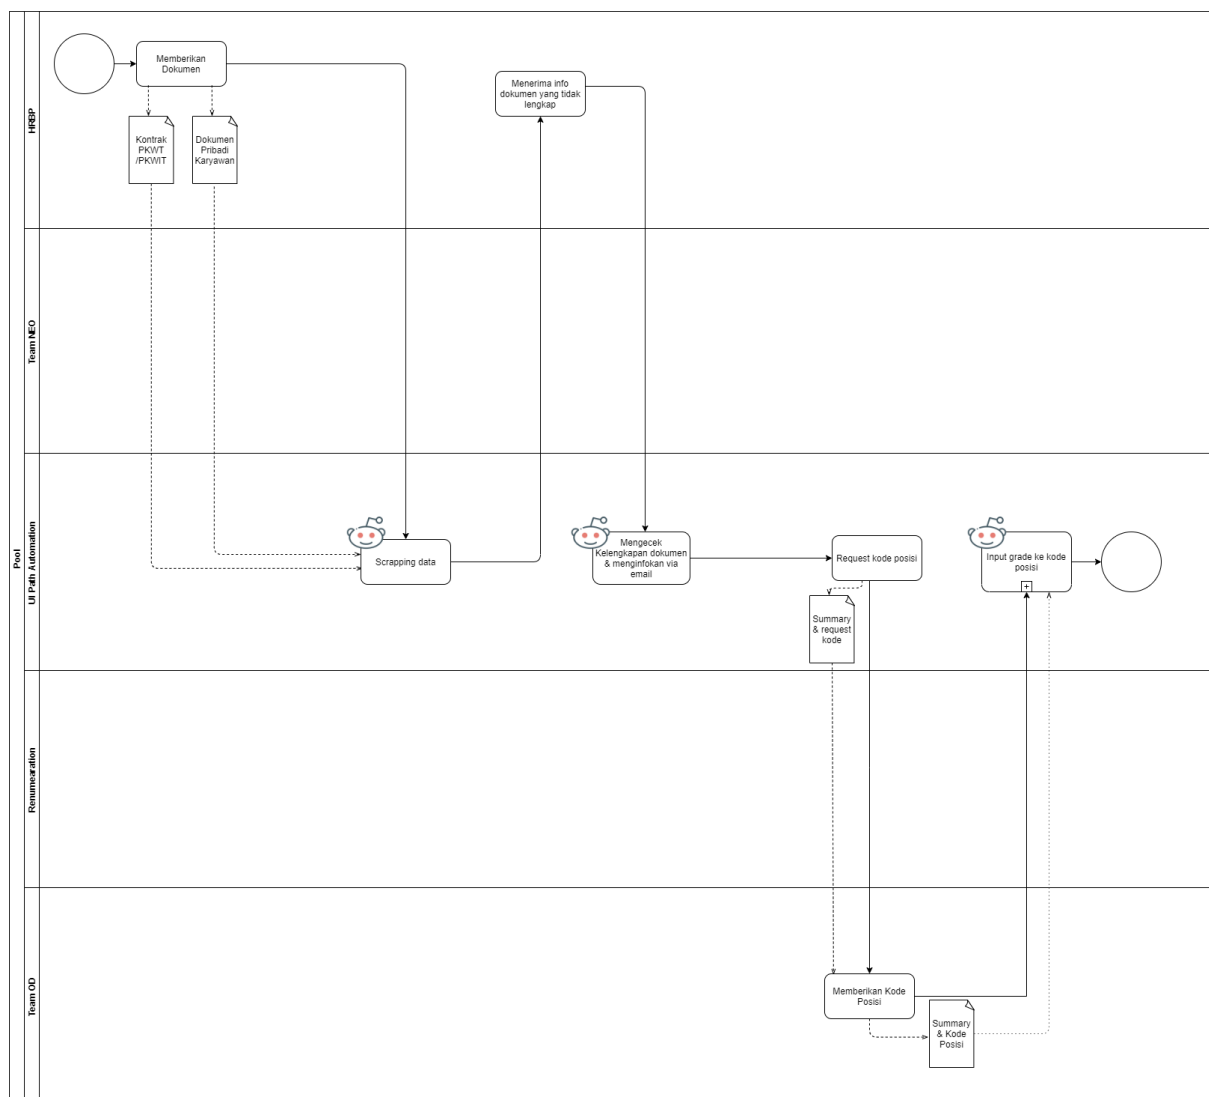 Pool
HRBP
Team NEO
UI Path Automation
Renumearation
Team OD
Memberikan
Dokumen
Kontrak
PKWT
/PKWIT
Dokumen
Pribadi
Karyawan
Menerima info
dokumen yang tidak
lengkap
Scrapping data
Mengecek
Kelengkapan dokumen
& menginfokan via
email
Request kode posisi
Summary
& request
kode
Input grade ke kode
posisi
Memberikan Kode
Posisi
Summary
& Kode
Posisi